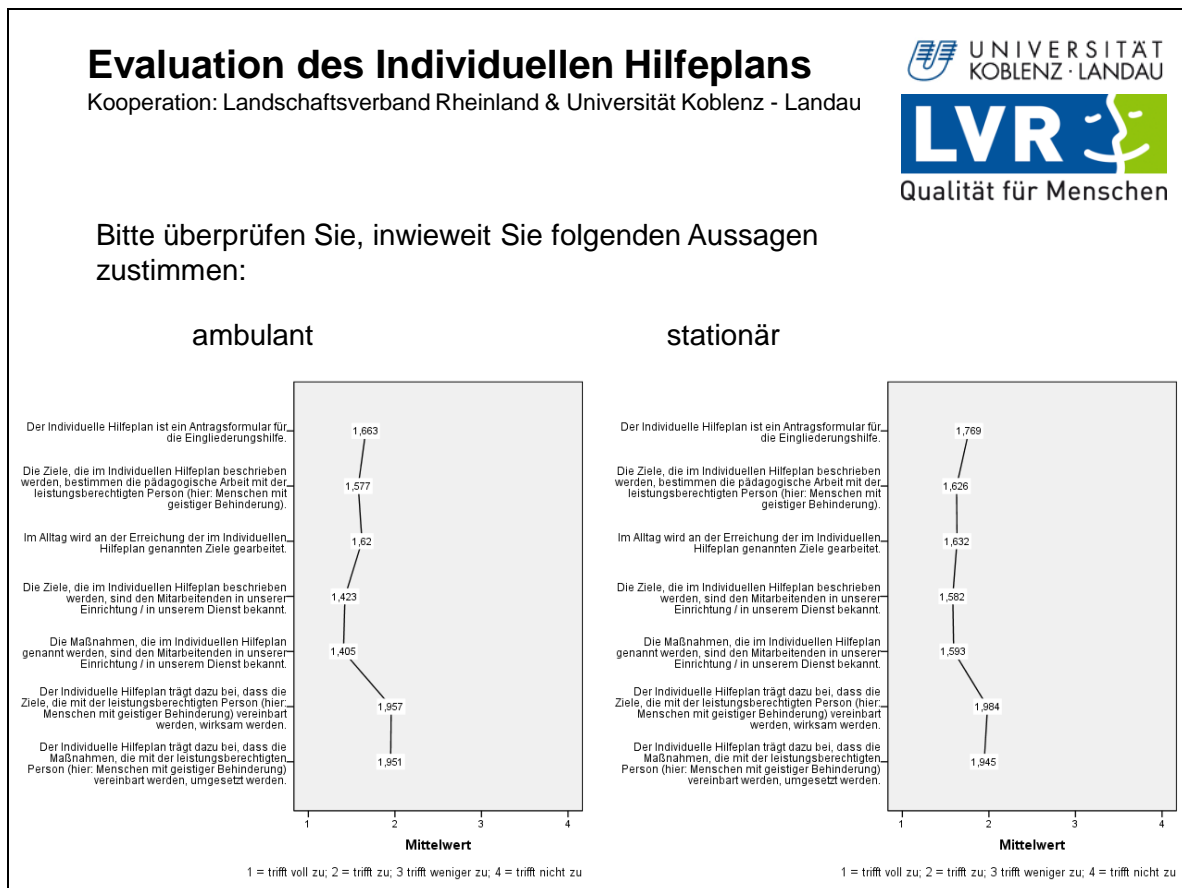 Evaluation des Individuellen Hilfeplans
Kooperation: Landschaftsverband Rheinland & Universität Koblenz - Landau
UNIVERSITÄT
KOBLENZ · LANDAU
LVR
Qualität für Menschen
Bitte überprüfen Sie, inwieweit Sie folgenden Aussagen
zustimmen:
ambulant
Der Individuelle Hilfeplan ist ein Antragsformular für
die Eingliederungshilfe.
1,663
Die Ziele, die im Individuellen Hilfeplan beschrieben
werden, bestimmen die pädagogische Arbeit mit der
leistungsberechtigten Person (hier: Menschen mit
geistiger Behinderung).
1,577
Im Alltag wird an der Erreichung der im Individuellen
Hilfeplan genannten Ziele gearbeitet.
1,62
Die Ziele, die im Individuellen Hilfeplan beschrieben
werden, sind den Mitarbeitenden in unserer
Einrichtung / in unserem Dienst bekannt.
1,423
Die Maßnahmen, die im Individuellen Hilfeplan
genannt werden, sind den Mitarbeitenden in unserer
Einrichtung / in unserem Dienst bekannt.
1,405
Der Individuelle Hilfeplan trägt dazu bei, dass die
Ziele, die mit der leistungsberechtigten Person (hier:
Menschen mit geistiger Behinderung) vereinbart
werden, wirksam werden.
1,957
Der Individuelle Hilfeplan trägt dazu bei, dass die
Maßnahmen, die mit der leistungsberechtigten
Person (hier: Menschen mit geistiger Behinderung)
vereinbart werden, umgesetzt werden.
1,951
1 2 3 4
Mittelwert
1 = trifft voll zu; 2 = trifft zu; 3 trifft weniger zu; 4 = trifft nicht zu
stationär
Der Individuelle Hilfeplan ist ein Antragsformular für
die Eingliederungshilfe.
1,769
Die Ziele, die im Individuellen Hilfeplan beschrieben
werden, bestimmen die pädagogische Arbeit mit der
leistungsberechtigten Person (hier: Menschen mit
geistiger Behinderung).
1,626
Im Alltag wird an der Erreichung der im Individuellen
Hilfeplan genannten Ziele gearbeitet.
1,632
Die Ziele, die im Individuellen Hilfeplan beschrieben
werden, sind den Mitarbeitenden in unserer
Einrichtung / in unserem Dienst bekannt.
1,582
Die Maßnahmen, die im Individuellen Hilfeplan
genannt werden, sind den Mitarbeitenden in unserer
Einrichtung / in unserem Dienst bekannt.
1,593
Der Individuelle Hilfeplan trägt dazu bei, dass die
Ziele, die mit der leistungsberechtigten Person (hier:
Menschen mit geistiger Behinderung) vereinbart
werden, wirksam werden.
1,984
Der Individuelle Hilfeplan trägt dazu bei, dass die
Maßnahmen, die mit der leistungsberechtigten
Person (hier: Menschen mit geistiger Behinderung)
vereinbart werden, umgesetzt werden.
1,945
1 2 3 4
Mittelwert
1 = trifft voll zu; 2 = trifft zu; 3 trifft weniger zu; 4 = trifft nicht zu